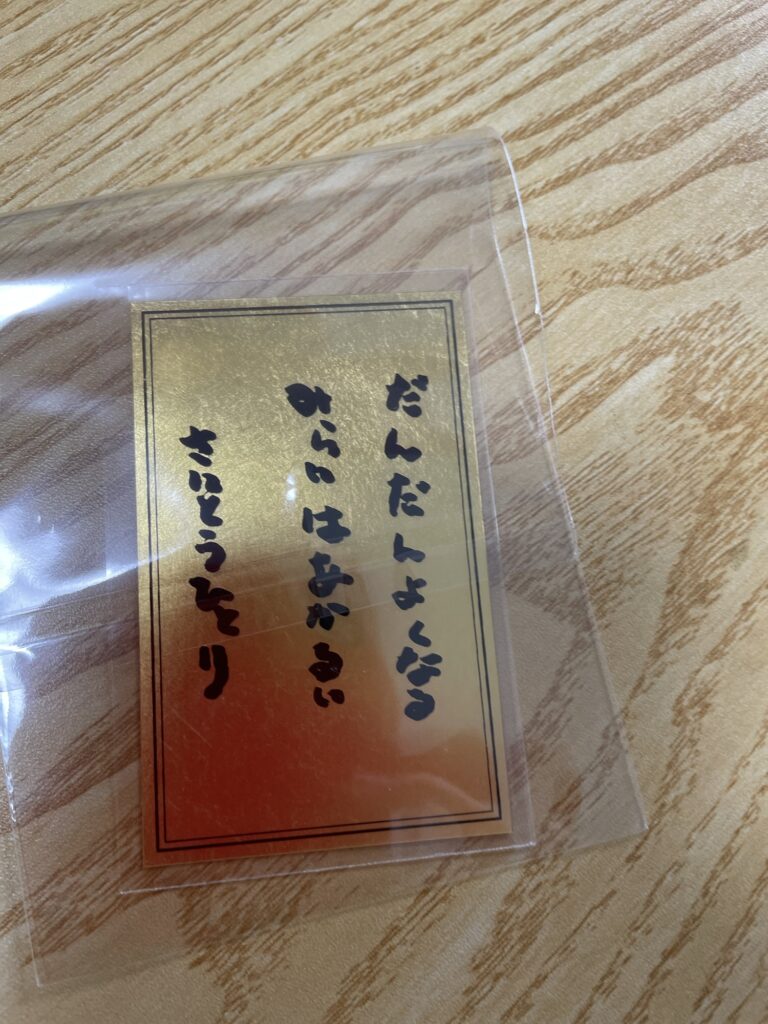 だんだんよくなる
みらいはあかるい
さいとうひとり